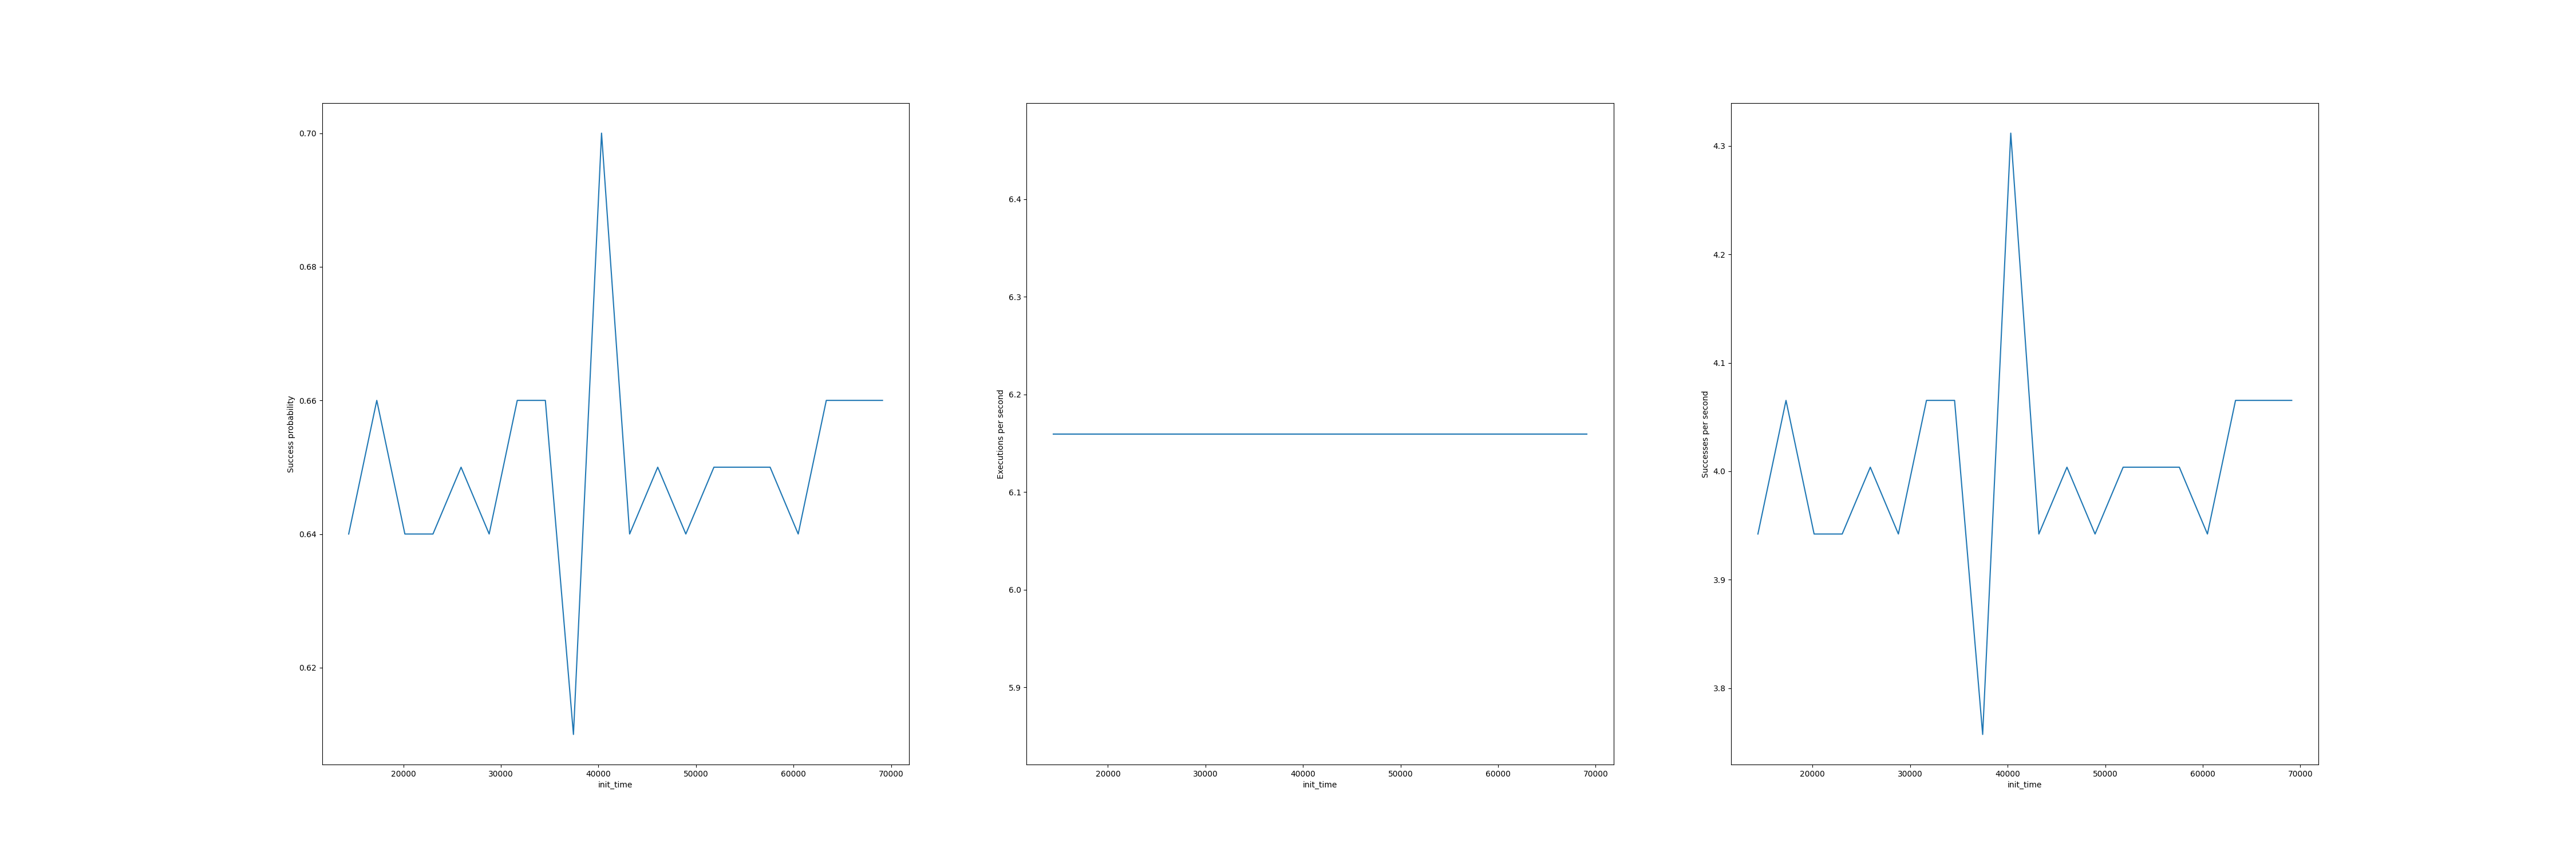 Success probability
0.70
0.68
0.66
0.64
0.62
20000 30000 40000 50000 60000 70000
init_time
Executions per second
6.4
6.3
6.2
6.1
6.0
5.9
20000 30000 40000 50000 60000 70000
init_time
Successes per second
4.3
4.2
4.1
4.0
3.9
3.8
20000 30000 40000 50000 60000 70000
init_time